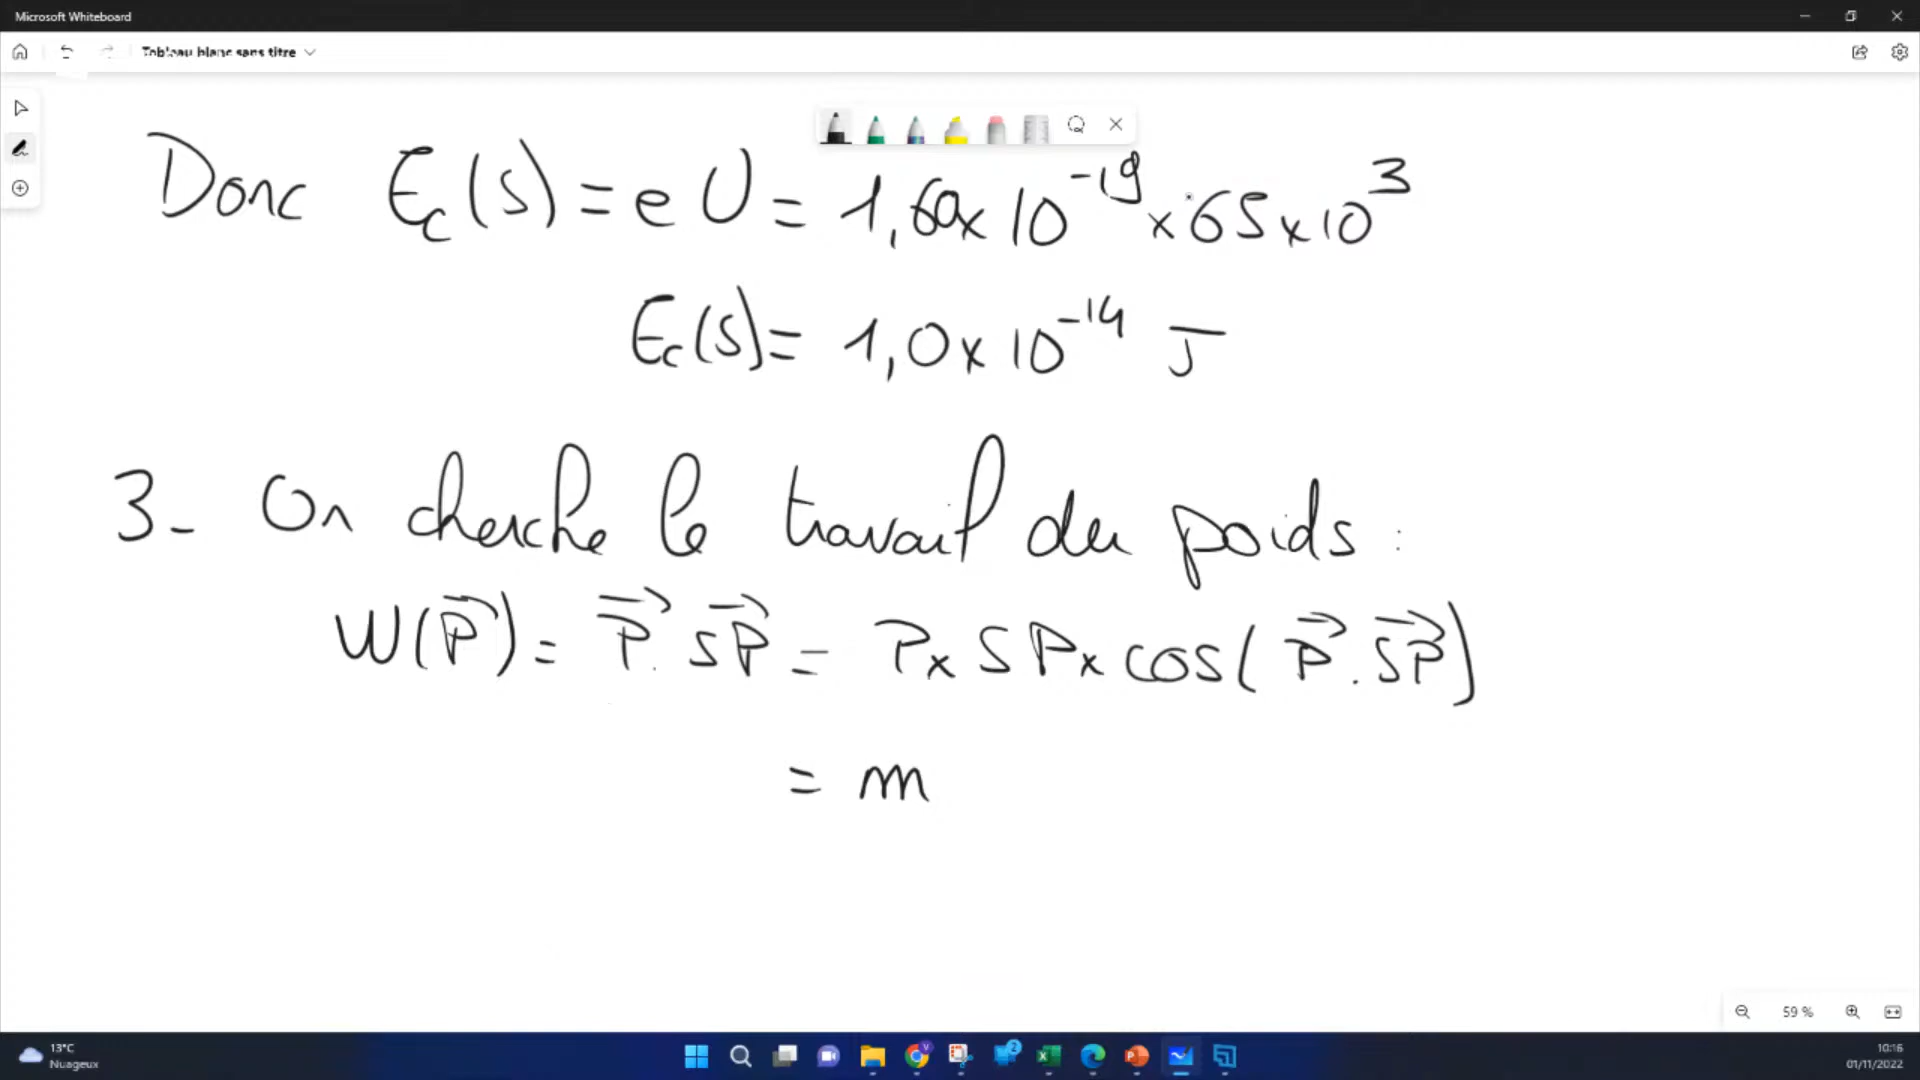 Microsoft Whiteboard
Tableau blanc sans titre
Donc Ec(S) = e U = 1,60x 10^-19 x 65 x 10^3
Ec(S) = 1,0 x 10^-14 J
3- On cherche le travail du poids :
W(P⃗) = P⃗ . SP⃗ = P x SP x cos( P⃗ . SP⃗ )
= m
59 %
13°C
Nuageux
2
10:16
01/11/2022